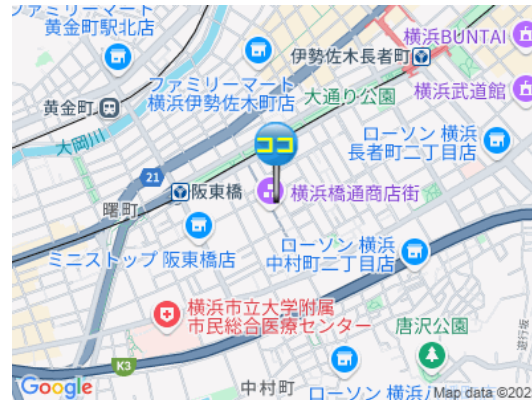 ファミリーマート
黄金町駅北店
横浜BUNTAI
伊勢佐木長者町
ファミリーマート
横浜伊勢佐木町店
横浜武道館
黄金町
大通り公園
大岡川
ローソン 横浜
長者町二丁目店
ココ
21
阪東橋
横浜橋通商店街
曙町
ミニストップ 阪東橋店
ローソン 横浜
中村町二丁目店
横浜市立大学附属
市民総合医療センター
唐沢公園
遊行坂
K3
Google
中村町
ローソン 横浜
Map data ©202